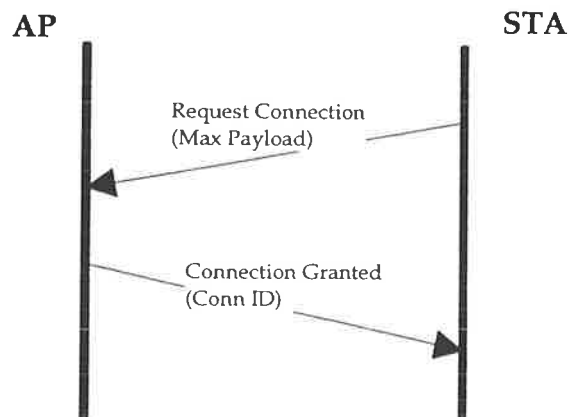 AP
STA
Request Connection
(Max Payload)
Connection Granted
(Conn ID)